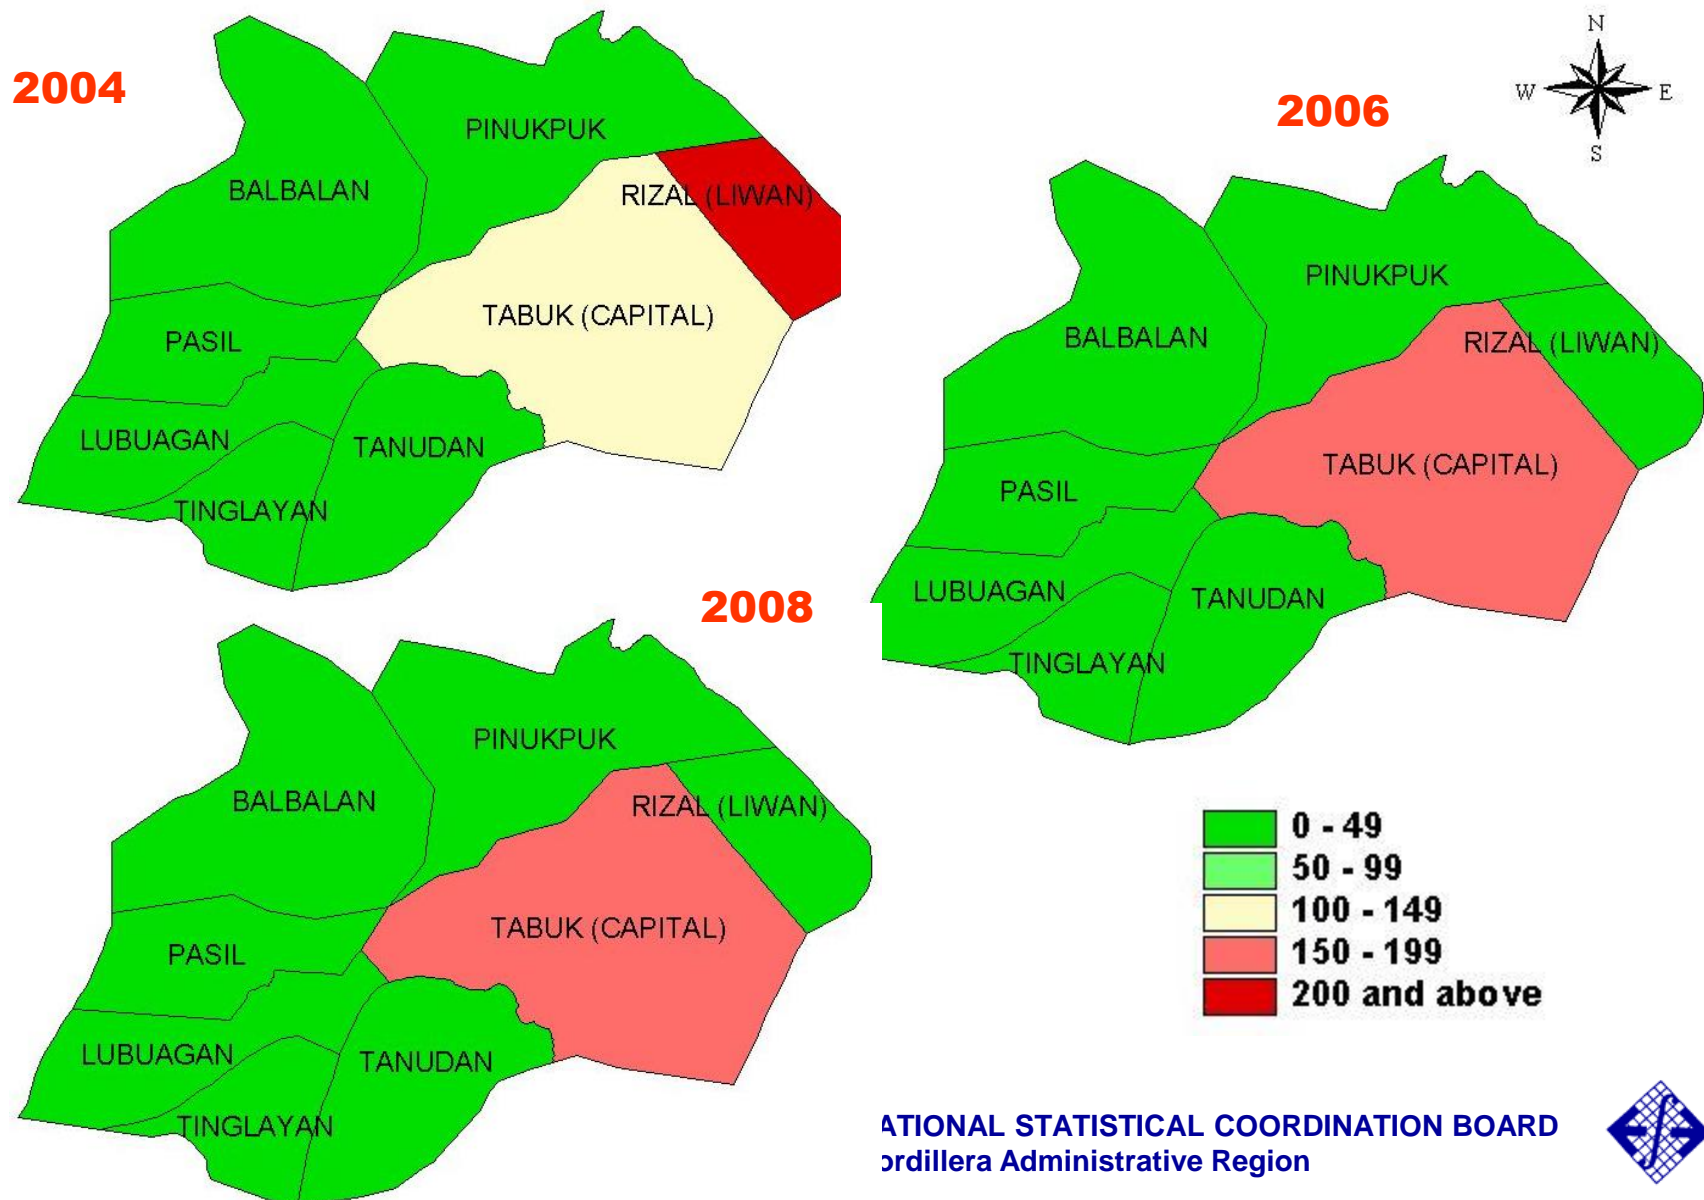 2004
BALBALAN
PINUKPUK
RIZAL (LIWAN)
TABUK (CAPITAL)
PASIL
LUBUAGAN
TANUDAN
TINGLAYAN
2006
N
W
E
S
PINUKPUK
BALBALAN
RIZAL (LIWAN)
TABUK (CAPITAL)
PASIL
LUBUAGAN
TANUDAN
TINGLAYAN
2008
PINUKPUK
BALBALAN
RIZAL (LIWAN)
TABUK (CAPITAL)
PASIL
LUBUAGAN
TANUDAN
TINGLAYAN
0 - 49
50 - 99
100 - 149
150 - 199
200 and above
ATIONAL STATISTICAL COORDINATION BOARD
ordillera Administrative Region